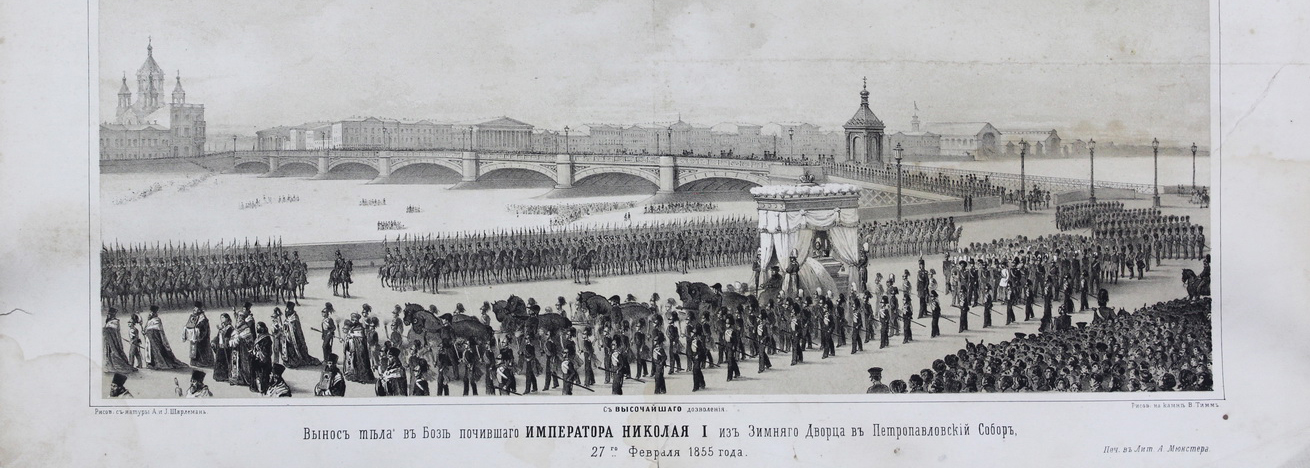 Рисов. съ натуры А. и J. Шарлемань.
Съ ВЫСОЧАЙШАГО дозволенія.
Рисов. на камнѣ В. Тиммъ
Выносъ тѣла въ Бозѣ почившаго ИМПЕРАТОРА НИКОЛАЯ I изъ Зимняго Дворца въ Петропавловскій Соборъ,
27го Февраля 1855 года.
Печ. въ Лит. А. Мюнстера.